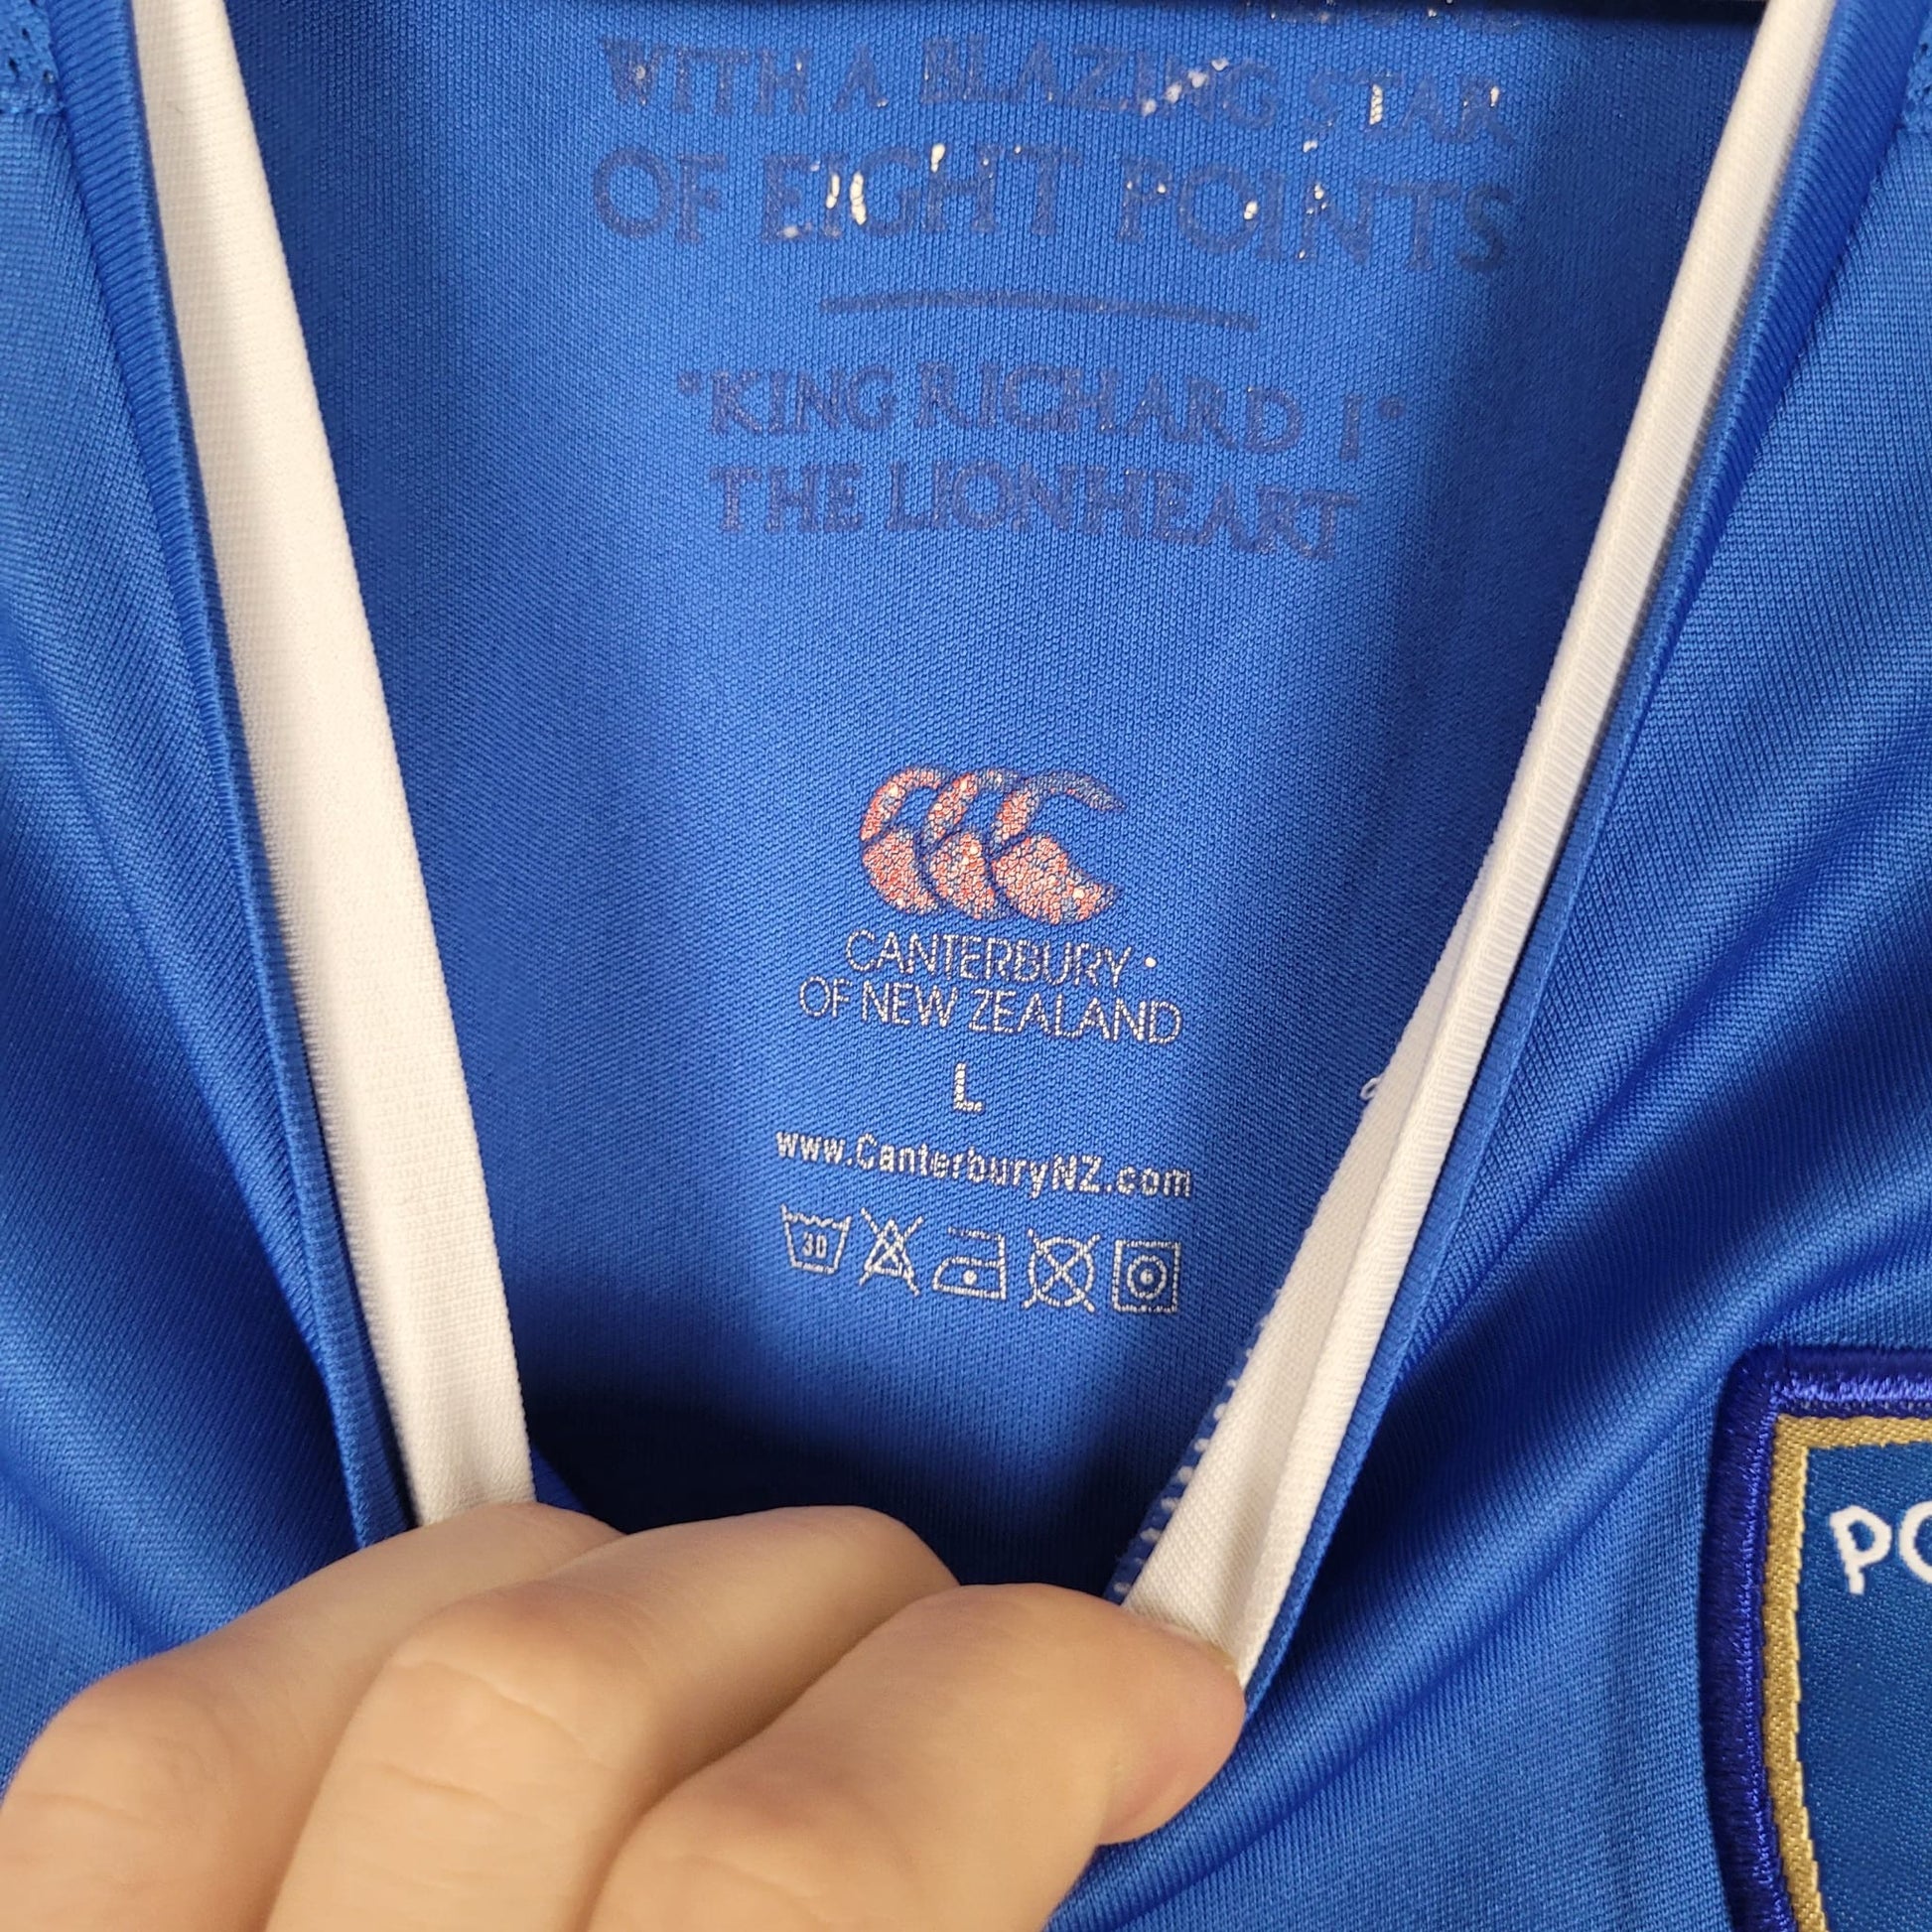 WITH A BLAZING STAR
OF EIGHT POINTS
"KING RICHARD I"
THE LIONHEART
CANTERBURY
OF NEW ZEALAND
L
www.CanterburyNZ.com
30